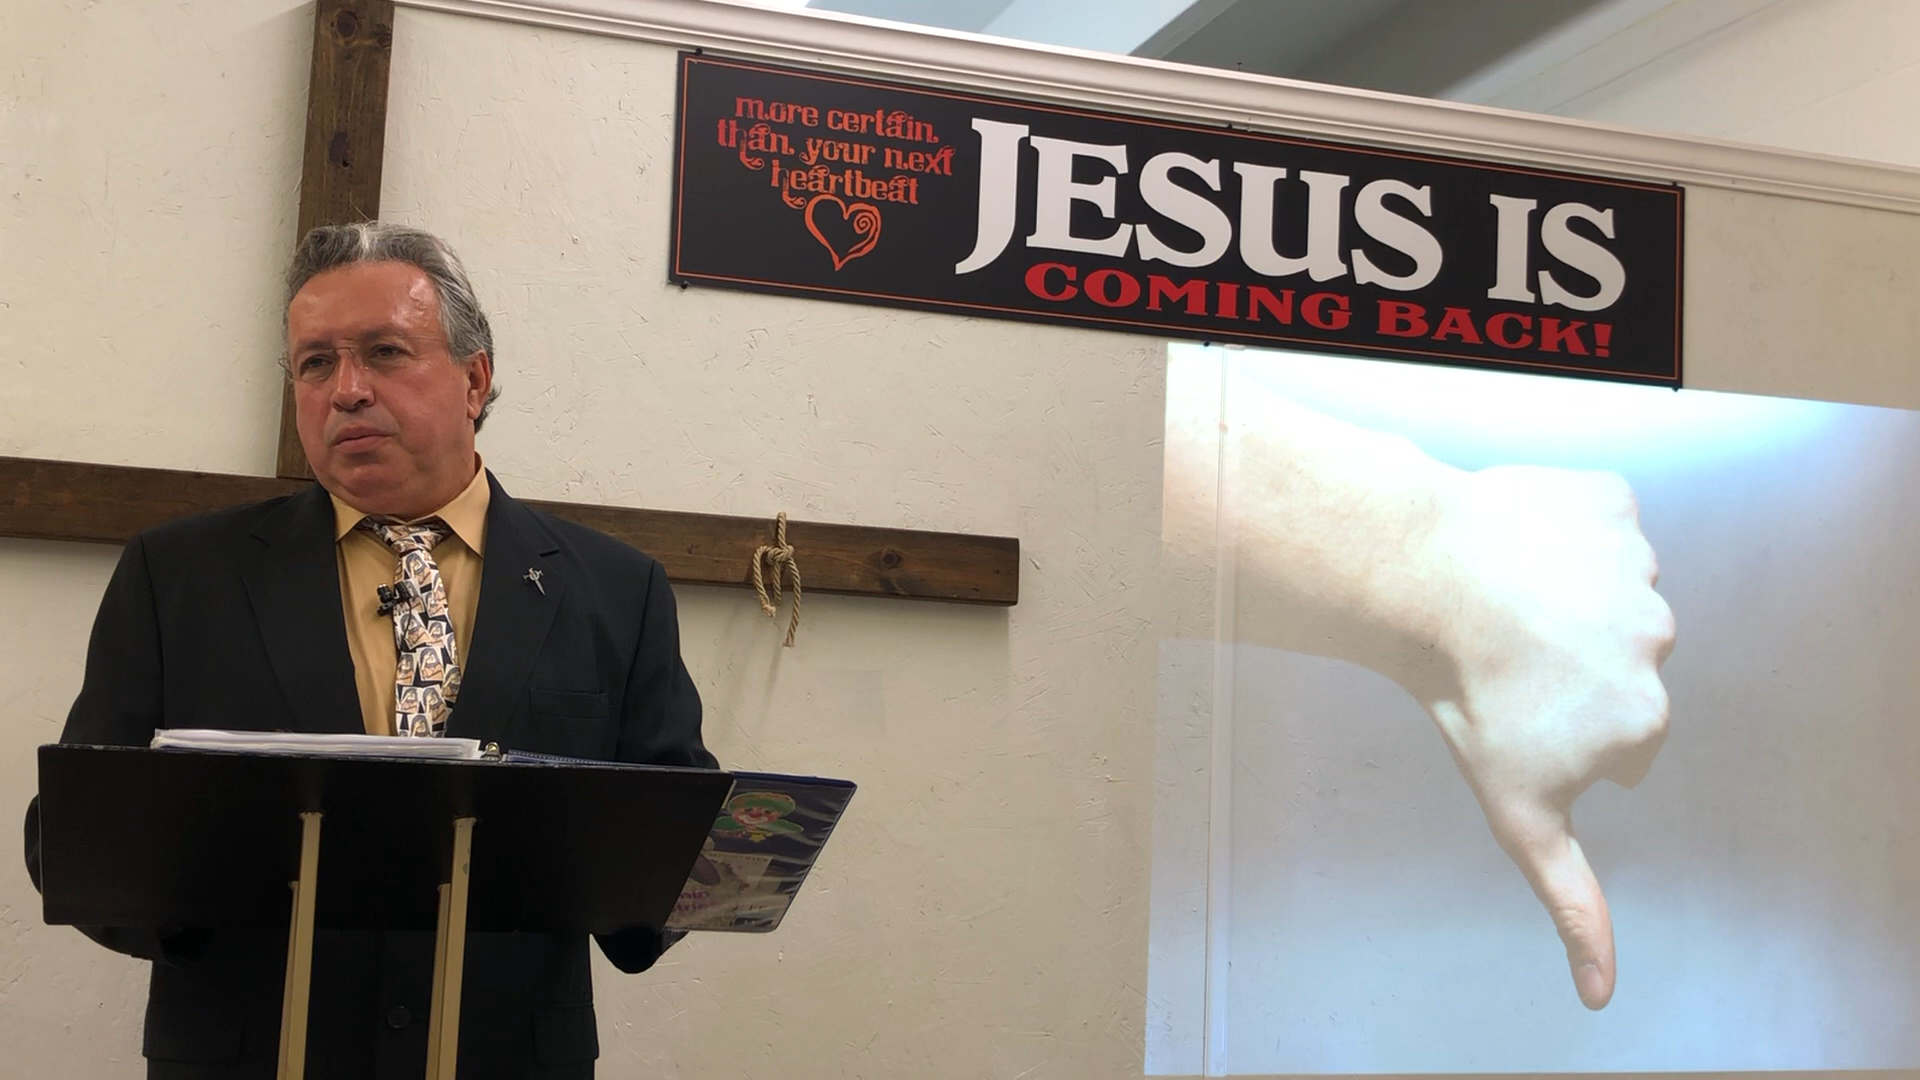 more certain
than your next
heartbeat
JESUS IS
COMING BACK!